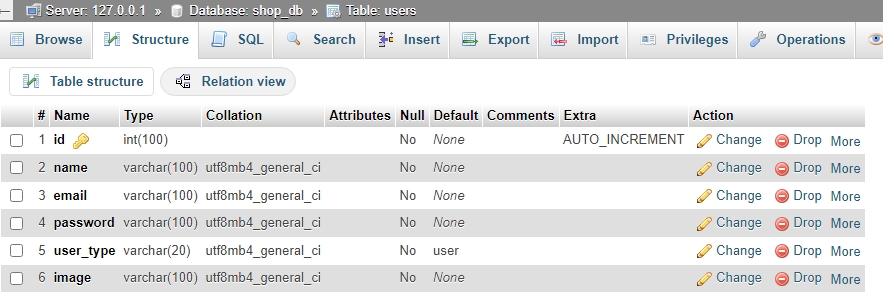 Server: 127.0.0.1 » Database: shop_db » Table: users
Browse Structure SQL Search Insert Export Import Privileges Operations
Table structure Relation view
# Name Type Collation Attributes Null Default Comments Extra Action
1 id int(100) No None AUTO_INCREMENT Change Drop More
2 name varchar(100) utf8mb4_general_ci No None Change Drop More
3 email varchar(100) utf8mb4_general_ci No None Change Drop More
4 password varchar(100) utf8mb4_general_ci No None Change Drop More
5 user_type varchar(20) utf8mb4_general_ci No user Change Drop More
6 image varchar(100) utf8mb4_general_ci No None Change Drop More